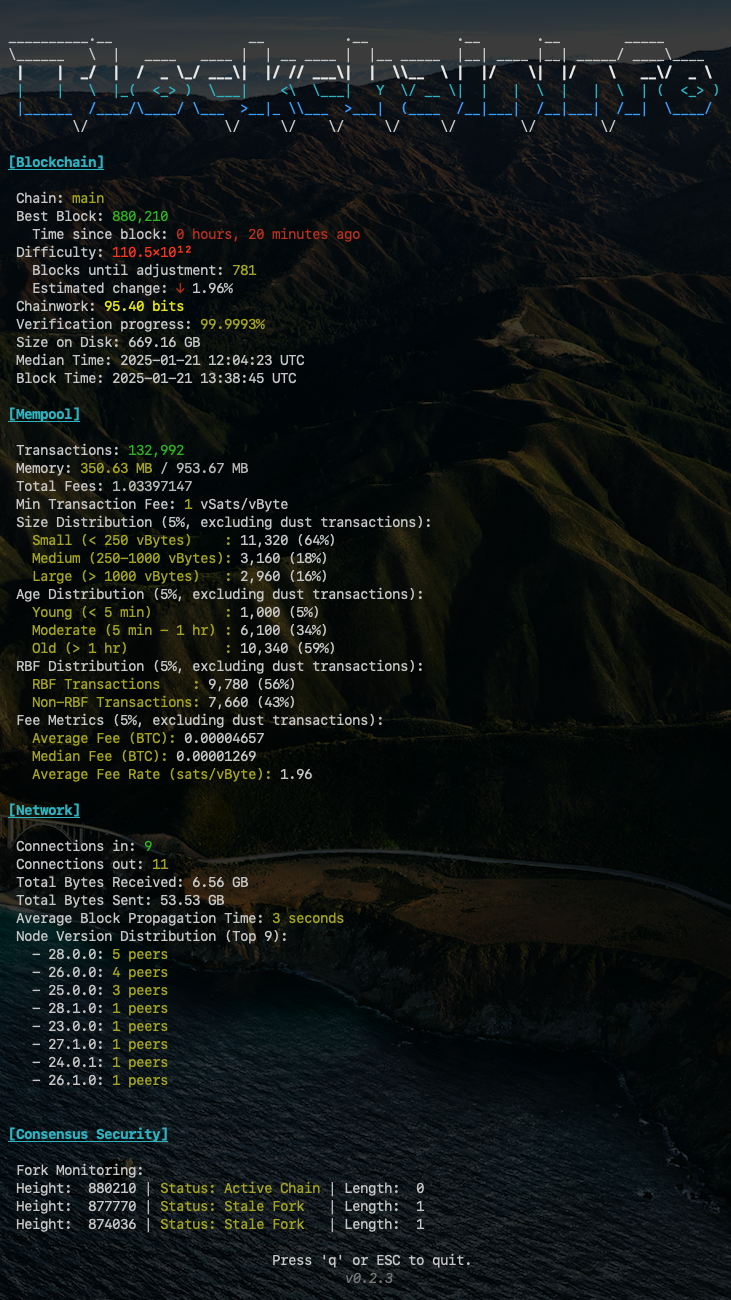 [Blockchain]
Chain: main
Best Block: 880,210
Time since block: 0 hours, 20 minutes ago
Difficulty: 110.5×10¹²
Blocks until adjustment: 781
Estimated change: ↓ 1.96%
Chainwork: 95.40 bits
Verification progress: 99.9993%
Size on Disk: 669.16 GB
Median Time: 2025-01-21 12:04:23 UTC
Block Time: 2025-01-21 13:38:45 UTC
[Mempool]
Transactions: 132,992
Memory: 350.63 MB / 953.67 MB
Total Fees: 1.03397147
Min Transaction Fee: 1 vSats/vByte
Size Distribution (5%, excluding dust transactions):
Small (< 250 vBytes)    : 11,320 (64%)
Medium (250-1000 vBytes): 3,160 (18%)
Large (> 1000 vBytes)   : 2,960 (16%)
Age Distribution (5%, excluding dust transactions):
Young (< 5 min)         : 1,000 (5%)
Moderate (5 min - 1 hr) : 6,100 (34%)
Old (> 1 hr)            : 10,340 (59%)
RBF Distribution (5%, excluding dust transactions):
RBF Transactions    : 9,780 (56%)
Non-RBF Transactions: 7,660 (43%)
Fee Metrics (5%, excluding dust transactions):
Average Fee (BTC): 0.00004657
Median Fee (BTC): 0.00001269
Average Fee Rate (sats/vByte): 1.96
[Network]
Connections in: 9
Connections out: 11
Total Bytes Received: 6.56 GB
Total Bytes Sent: 53.53 GB
Average Block Propagation Time: 3 seconds
Node Version Distribution (Top 9):
- 28.0.0: 5 peers
- 26.0.0: 4 peers
- 25.0.0: 3 peers
- 28.1.0: 1 peers
- 23.0.0: 1 peers
- 27.1.0: 1 peers
- 24.0.1: 1 peers
- 26.1.0: 1 peers
[Consensus Security]
Fork Monitoring:
Height:  880210 | Status: Active Chain | Length:  0
Height:  877770 | Status: Stale Fork   | Length:  1
Height:  874036 | Status: Stale Fork   | Length:  1
Press 'q' or ESC to quit.
v0.2.3